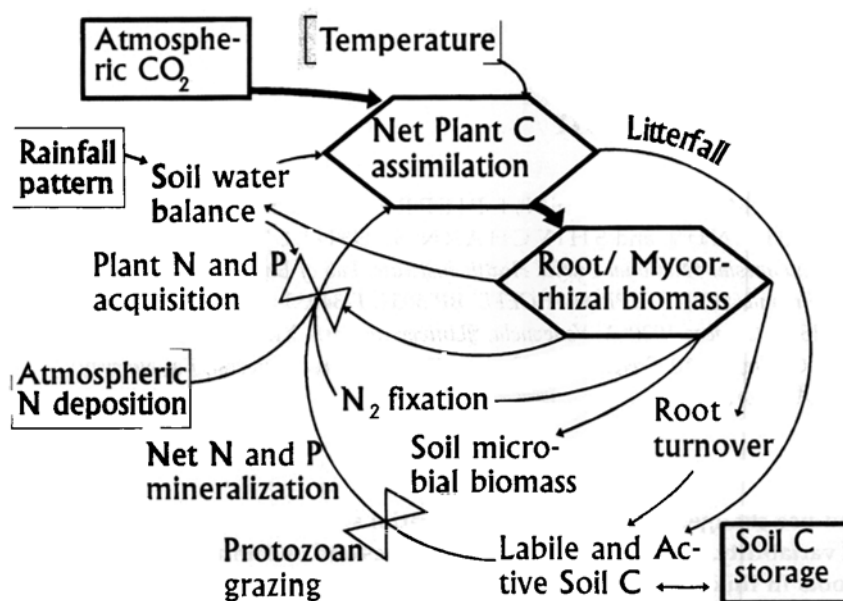 Atmosphe-
ric CO₂
Temperature
Net Plant C
assimilation
Litterfall
Rainfall
pattern
Soil water
balance
Plant N and P
acquisition
Root/ Mycor-
rhizal biomass
Atmospheric
N deposition
N₂ fixation
Root
turnover
Soil micro-
bial biomass
Net N and P
mineralization
Protozoan
grazing
Labile and Ac-
tive Soil C
Soil C
storage